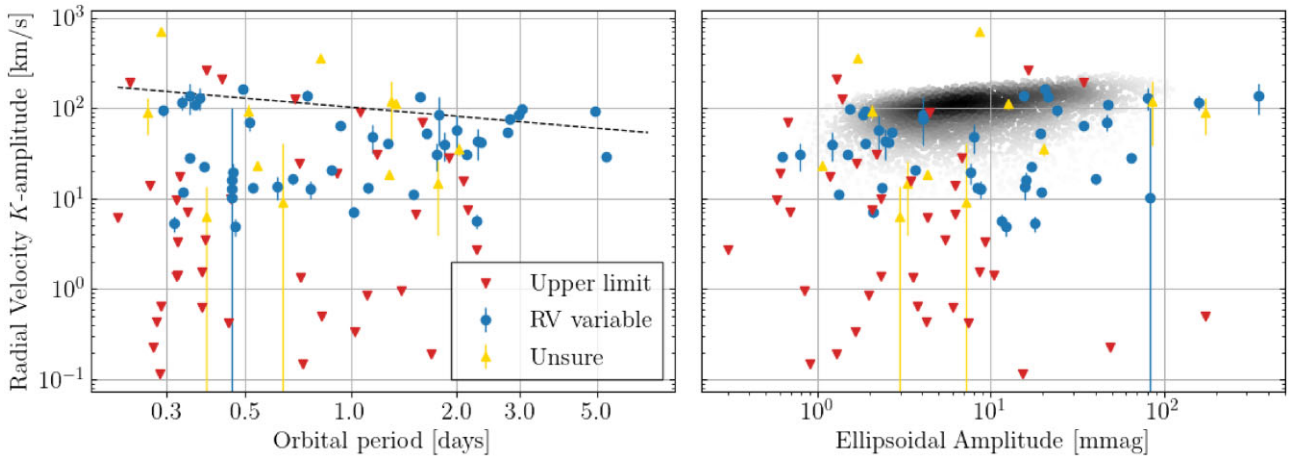 Radial Velocity K-amplitude [km/s]
10³
10²
10¹
10⁰
10⁻¹
Upper limit
RV variable
Unsure
0.3 0.5 1.0 2.0 3.0 5.0
Orbital period [days]
10⁰ 10¹ 10²
Ellipsoidal Amplitude [mmag]